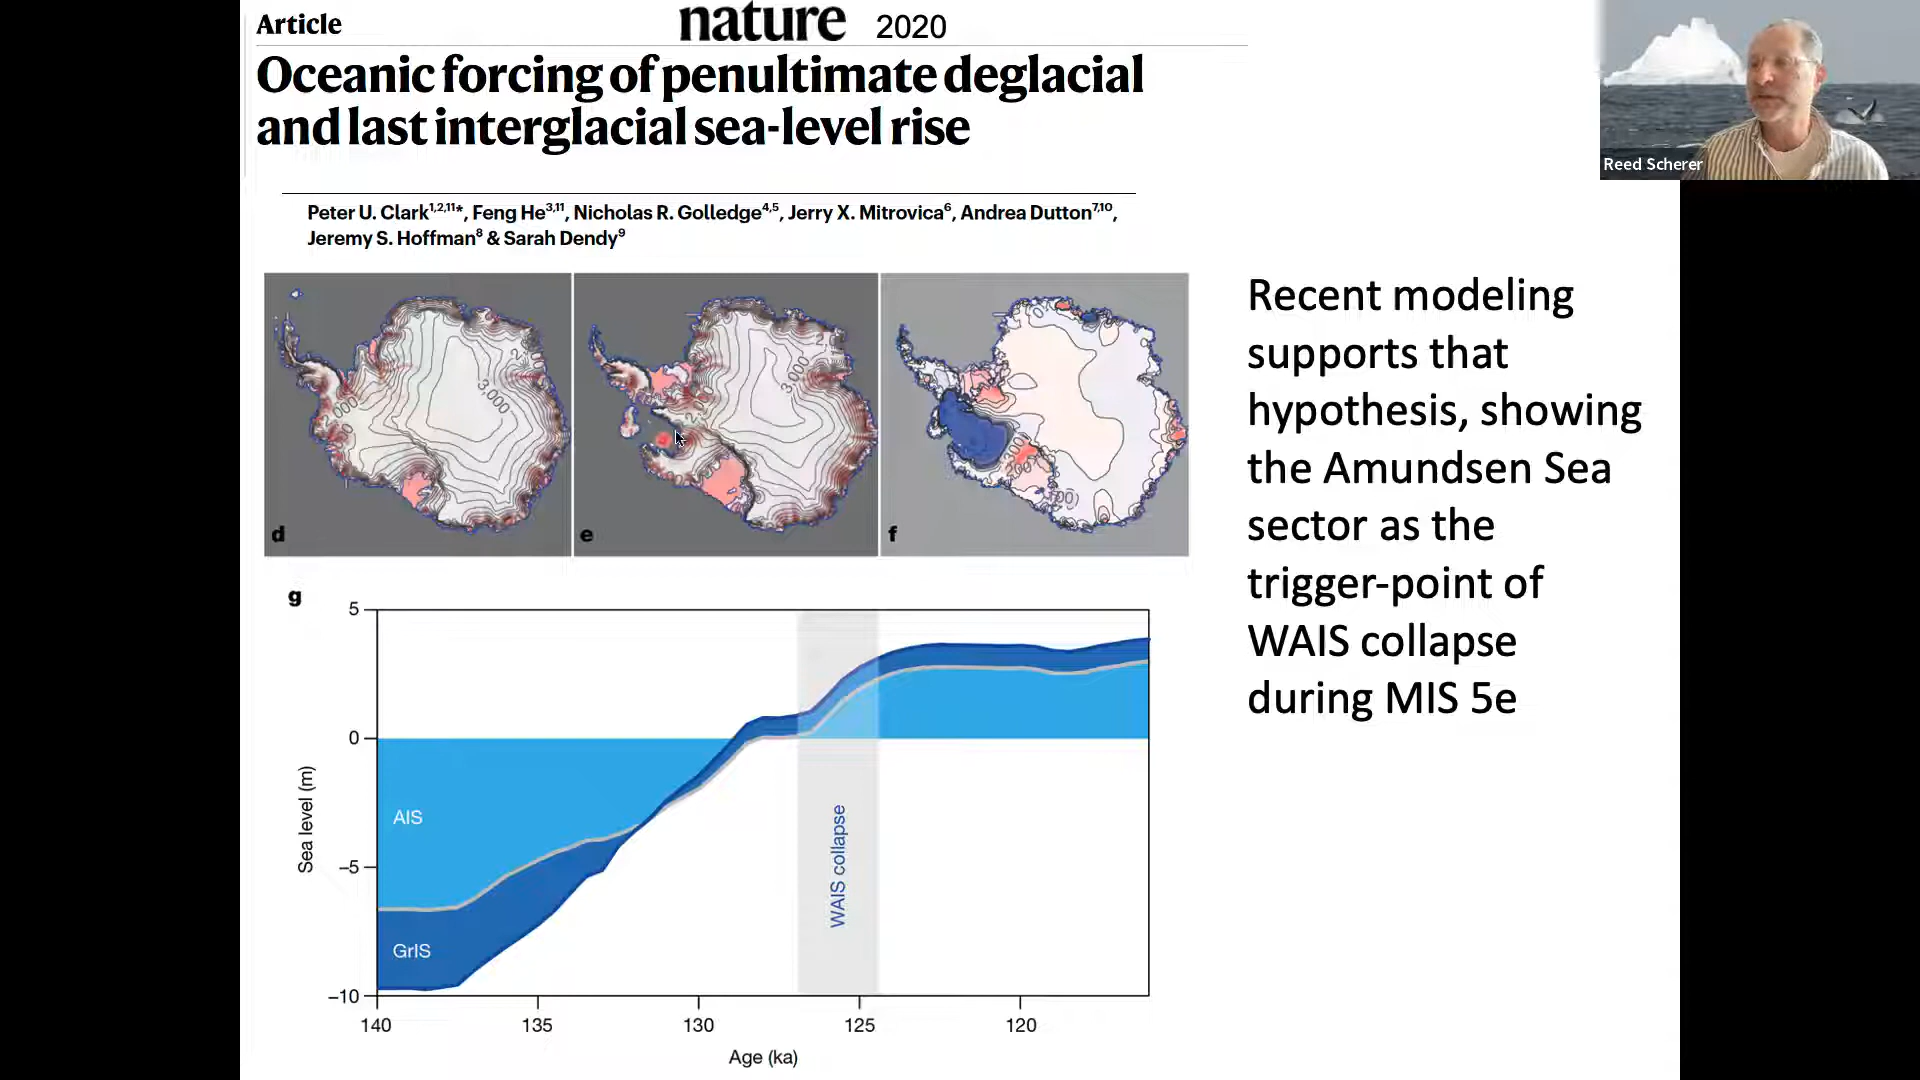 Article
nature 2020
Oceanic forcing of penultimate deglacial
and last interglacial sea-level rise
Reed Scherer
Peter U. Clark1,2,11*, Feng He3,11, Nicholas R. Golledge4,5, Jerry X. Mitrovica6, Andrea Dutton7,10,
Jeremy S. Hoffman8 & Sarah Dendy9
3,000
3,000
d
e
f
Recent modeling
supports that
hypothesis, showing
the Amundsen Sea
sector as the
trigger-point of
WAIS collapse
during MIS 5e
g
5
0
−5
−10
Sea level (m)
AIS
GrIS
WAIS collapse
140
135
130
125
120
Age (ka)